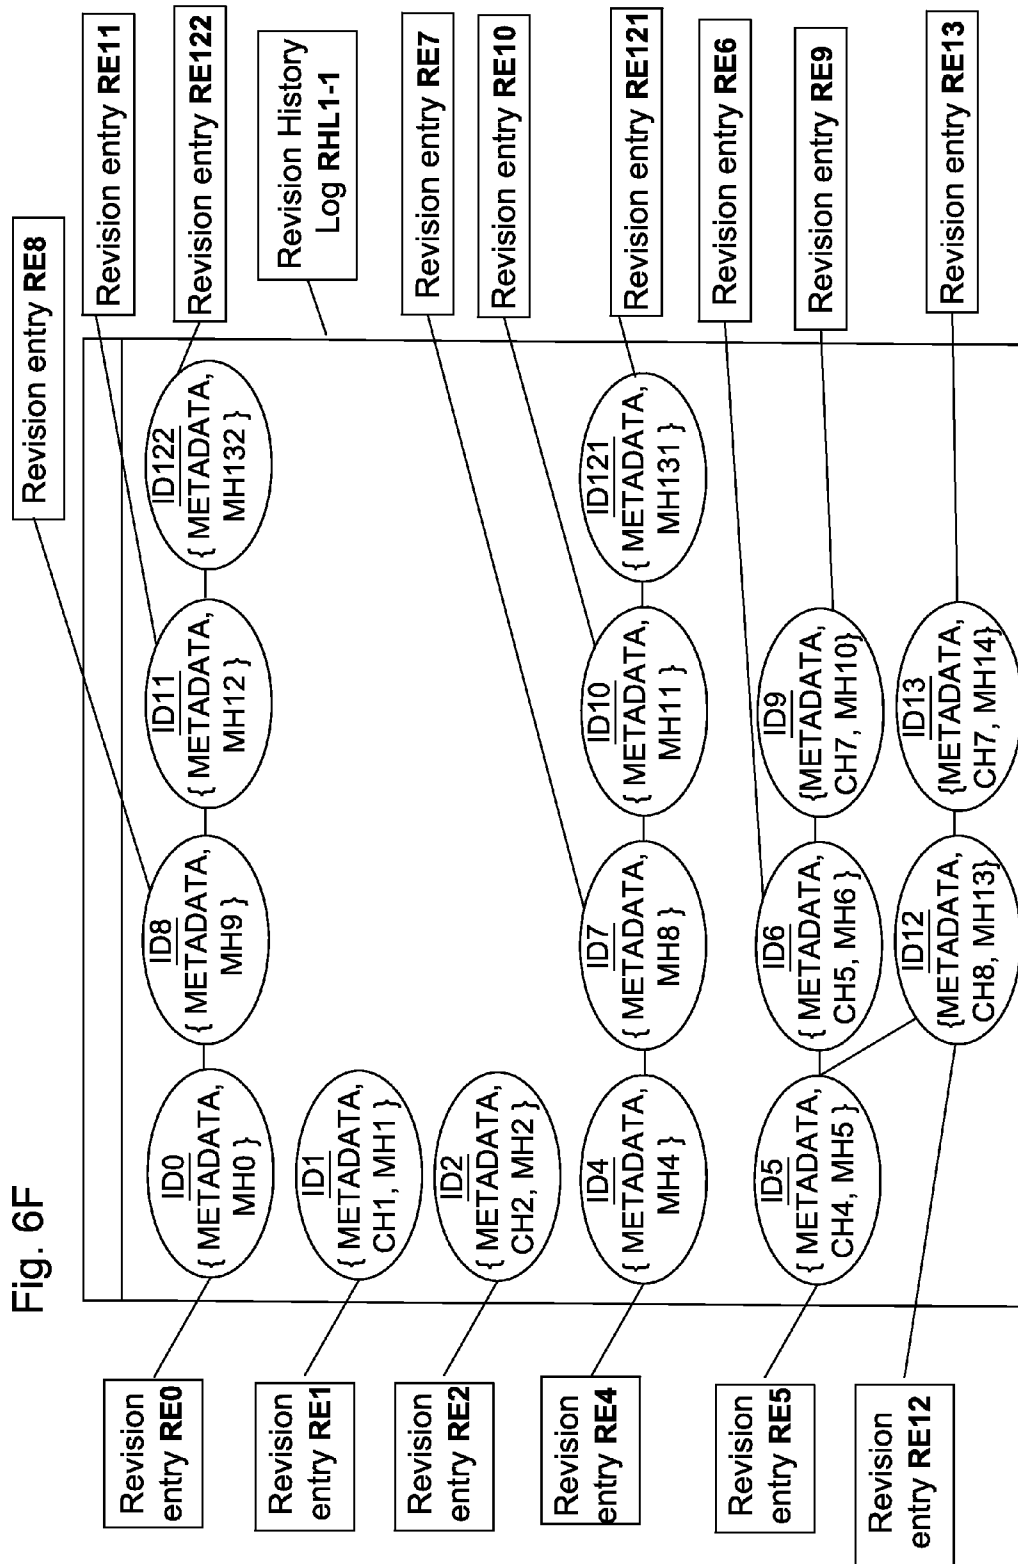 Fig. 6F
Revision entry RE8
Revision entry RE11
Revision entry RE122
Revision History
Log RHL1-1
Revision entry RE7
Revision entry RE10
Revision entry RE121
Revision entry RE6
Revision entry RE9
Revision entry RE13
Revision
entry RE0
Revision
entry RE1
Revision
entry RE2
Revision
entry RE4
Revision
entry RE5
Revision
entry RE12
ID0
{ METADATA,
MH0 }
ID8
{ METADATA,
MH9 }
ID11
{ METADATA,
MH12 }
ID122
{ METADATA,
MH132 }
ID1
{ METADATA,
CH1, MH1 }
ID2
{ METADATA,
CH2, MH2 }
ID4
{ METADATA,
MH4 }
ID7
{ METADATA,
MH8 }
ID10
{ METADATA,
MH11 }
ID121
{ METADATA,
MH131 }
ID5
{ METADATA,
CH4, MH5 }
ID6
{ METADATA,
CH5, MH6 }
ID9
{METADATA,
CH7, MH10}
ID12
{METADATA,
CH8, MH13}
ID13
{METADATA,
CH7, MH14}